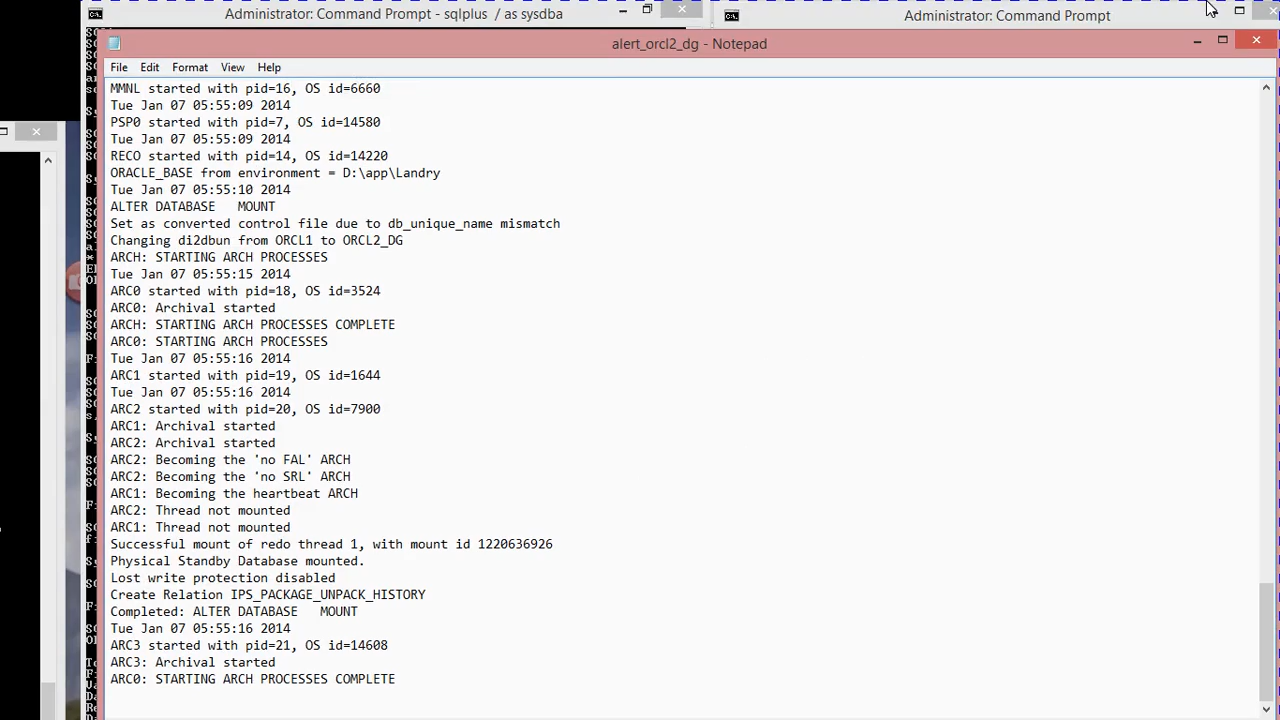 Administrator: Command Prompt - sqlplus / as sysdba
Administrator: Command Prompt
alert_orcl2_dg - Notepad
File Edit Format View Help
MMNL started with pid=16, OS id=6660
Tue Jan 07 05:55:09 2014
PSP0 started with pid=7, OS id=14580
Tue Jan 07 05:55:09 2014
RECO started with pid=14, OS id=14220
ORACLE_BASE from environment = D:\app\Landry
Tue Jan 07 05:55:10 2014
ALTER DATABASE   MOUNT
Set as converted control file due to db_unique_name mismatch
Changing di2dbun from ORCL1 to ORCL2_DG
ARCH: STARTING ARCH PROCESSES
Tue Jan 07 05:55:15 2014
ARC0 started with pid=18, OS id=3524
ARC0: Archival started
ARCH: STARTING ARCH PROCESSES COMPLETE
ARC0: STARTING ARCH PROCESSES
Tue Jan 07 05:55:16 2014
ARC1 started with pid=19, OS id=1644
Tue Jan 07 05:55:16 2014
ARC2 started with pid=20, OS id=7900
ARC1: Archival started
ARC2: Archival started
ARC2: Becoming the 'no FAL' ARCH
ARC2: Becoming the 'no SRL' ARCH
ARC1: Becoming the heartbeat ARCH
ARC2: Thread not mounted
ARC1: Thread not mounted
Successful mount of redo thread 1, with mount id 1220636926
Physical Standby Database mounted.
Lost write protection disabled
Create Relation IPS_PACKAGE_UNPACK_HISTORY
Completed: ALTER DATABASE   MOUNT
Tue Jan 07 05:55:16 2014
ARC3 started with pid=21, OS id=14608
ARC3: Archival started
ARC0: STARTING ARCH PROCESSES COMPLETE